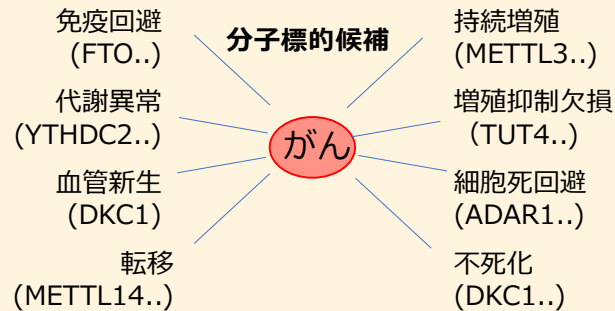 分子標的候補
免疫回避
(FTO..)
代謝異常
(YTHDC2..)
血管新生
(DKC1)
転移
(METTL14..)
がん
持続増殖
(METTL3..)
増殖抑制欠損
(TUT4..)
細胞死回避
(ADAR1..)
不死化
(DKC1..)